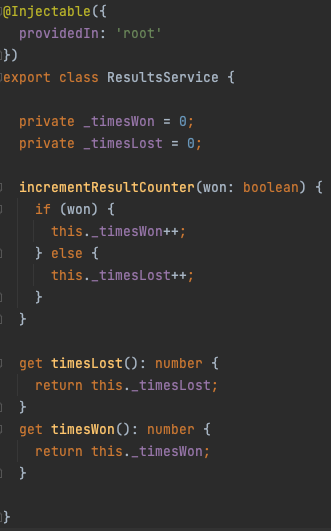 @Injectable({
  providedIn: 'root'
})
export class ResultsService {

  private _timesWon = 0;
  private _timesLost = 0;

  incrementResultCounter(won: boolean) {
    if (won) {
      this._timesWon++;
    } else {
      this._timesLost++;
    }
  }

  get timesLost(): number {
    return this._timesLost;
  }
  get timesWon(): number {
    return this._timesWon;
  }

}